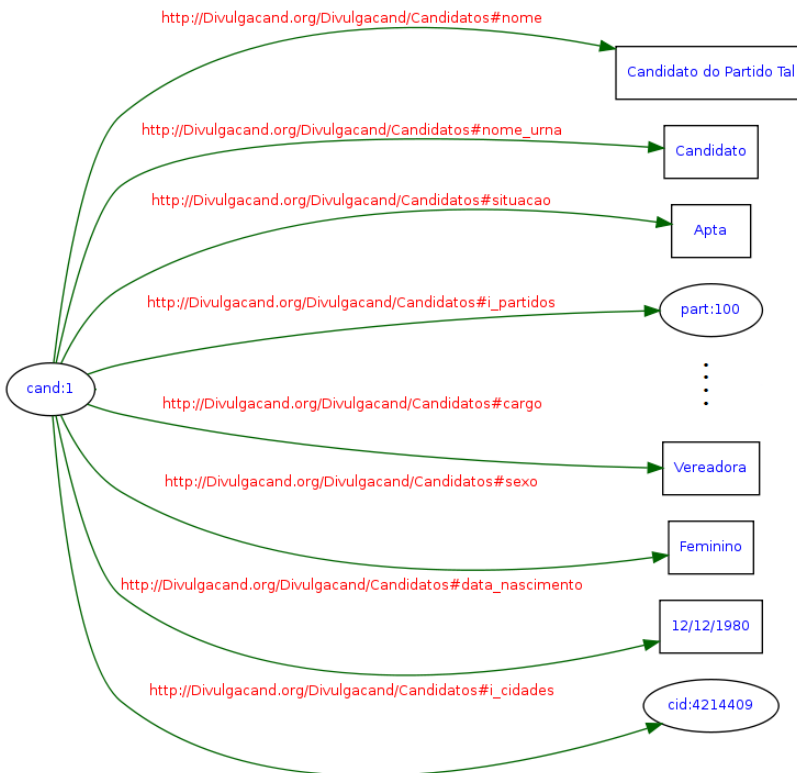 http://Divulgacand.org/Divulgacand/Candidatos#nome
Candidato do Partido Tal
http://Divulgacand.org/Divulgacand/Candidatos#nome_urna
Candidato
http://Divulgacand.org/Divulgacand/Candidatos#situacao
Apta
http://Divulgacand.org/Divulgacand/Candidatos#i_partidos
part:100
cand:1
http://Divulgacand.org/Divulgacand/Candidatos#cargo
Vereadora
http://Divulgacand.org/Divulgacand/Candidatos#sexo
Feminino
http://Divulgacand.org/Divulgacand/Candidatos#data_nascimento
12/12/1980
http://Divulgacand.org/Divulgacand/Candidatos#i_cidades
cid:4214409